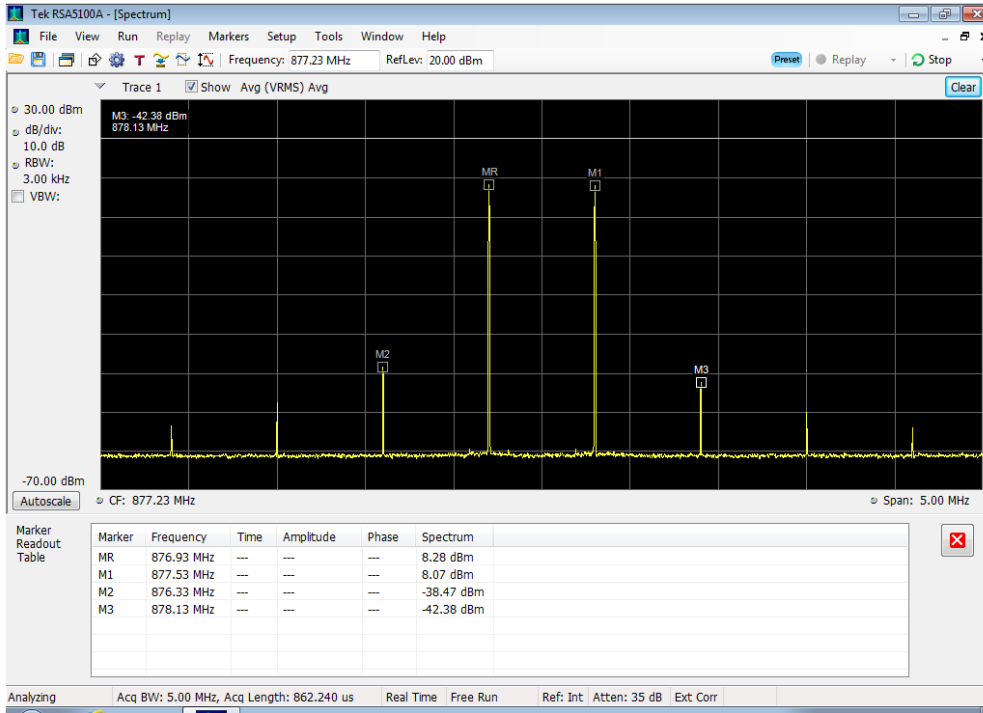 Tek RSA5100A - [Spectrum]
File View Run Replay Markers Setup Tools Window Help
T Frequency: 877.23 MHz RefLev: 20.00 dBm Preset Replay Stop
Trace 1 Show Avg (VRMS) Avg Clear
30.00 dBm
dB/div:
10.0 dB
RBW:
3.00 kHz
VBW:
M3: -42.38 dBm
878.13 MHz
MR M1
M2
M3
-70.00 dBm
Autoscale CF: 877.23 MHz Span: 5.00 MHz
Marker
Readout
Table
Marker Frequency Time Amplitude Phase Spectrum
MR 876.93 MHz --- --- --- 8.28 dBm
M1 877.53 MHz --- --- --- 8.07 dBm
M2 876.33 MHz --- --- --- -38.47 dBm
M3 878.13 MHz --- --- --- -42.38 dBm
Analyzing Acq BW: 5.00 MHz, Acq Length: 862.240 us Real Time Free Run Ref: Int Atten: 35 dB Ext Corr